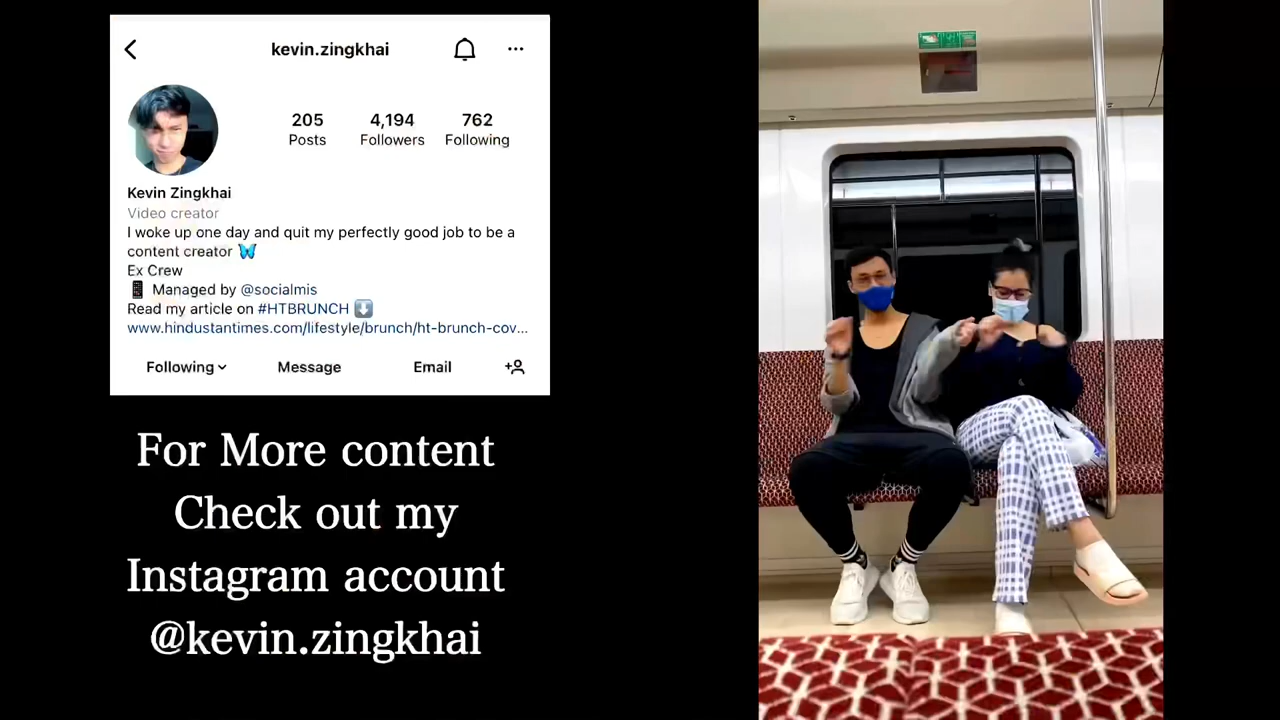 kevin.zingkhai
205
4,194
762
Posts
Followers
Following
Kevin Zingkhai
Video creator
I woke up one day and quit my perfectly good job to be a
content creator 🦋
Ex Crew
📱 Managed by @socialmis
Read my article on #HTBRUNCH ⬇️
www.hindustantimes.com/lifestyle/brunch/ht-brunch-cov...
Following
Message
Email
For More content
Check out my
Instagram account
@kevin.zingkhai